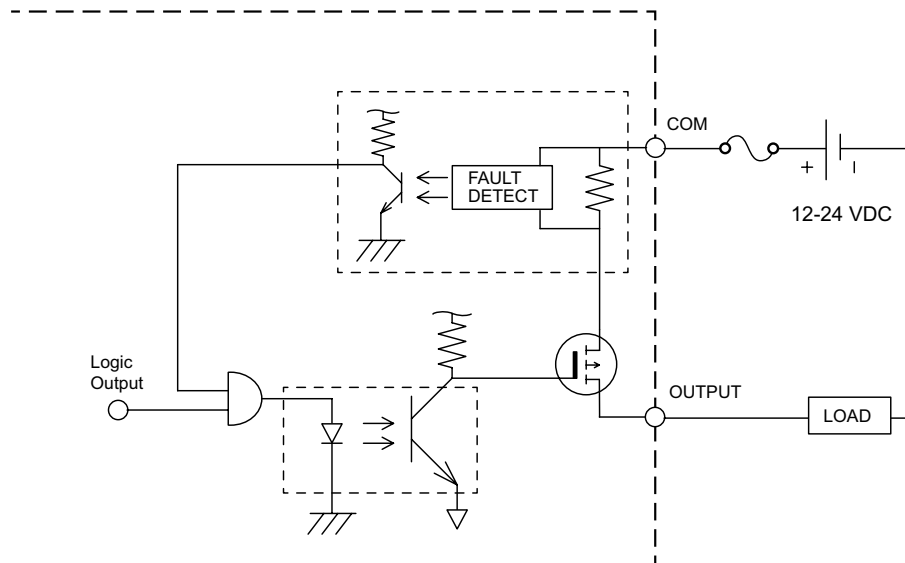 COM
FAULT
DETECT
+
12-24 VDC
Logic
Output
OUTPUT
LOAD